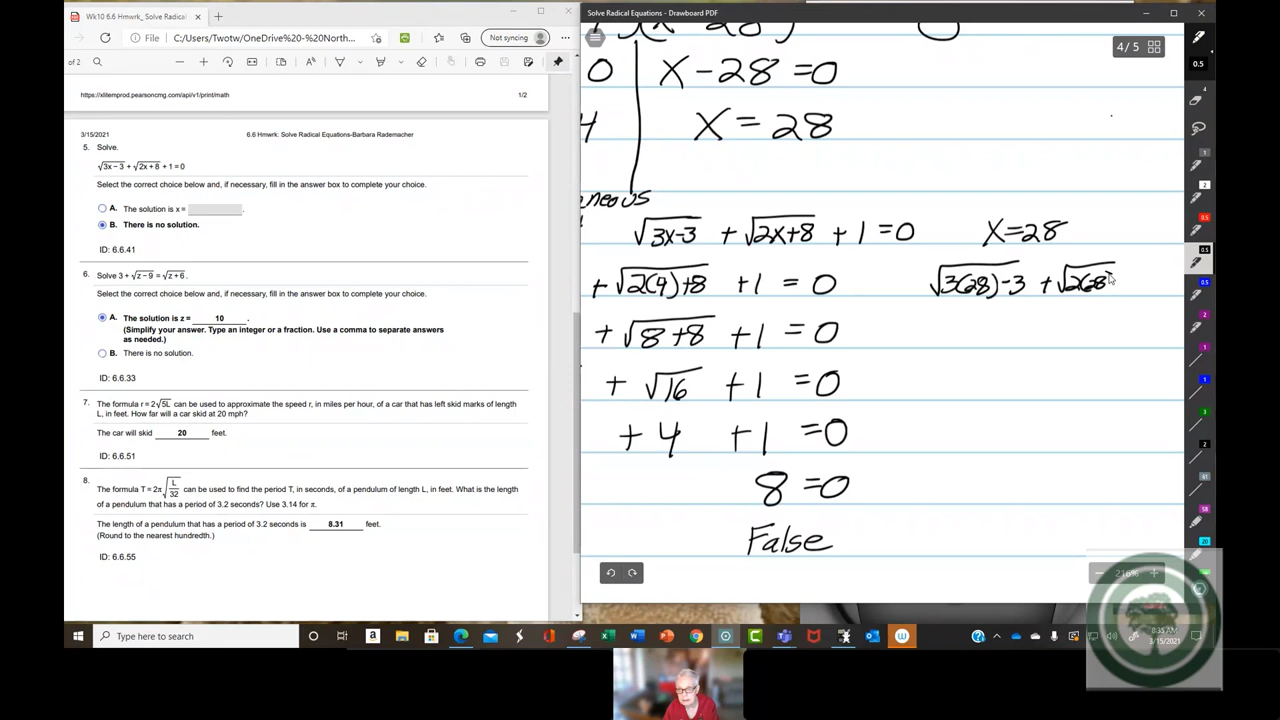 Wk10 6.6 Hmwrk_ Solve Radical
Solve Radical Equations - Drawboard PDF
File
C:/Users/Twotw/OneDrive%20-%20North...
Not syncing
of 2
4/5
0.5
https://xlitemprod.pearsoncmg.com/api/v1/print/math
1/2
3/15/2021
6.6 Hmwrk: Solve Radical Equations-Barbara Rademacher
5. Solve.
√3x−3 + √2x+8 + 1 = 0
Select the correct choice below and, if necessary, fill in the answer box to complete your choice.
A. The solution is x = .
B. There is no solution.
ID: 6.6.41
6. Solve 3 + √z−9 = √z+6.
Select the correct choice below and, if necessary, fill in the answer box to complete your choice.
A. The solution is z = 10 .
(Simplify your answer. Type an integer or a fraction. Use a comma to separate answers
as needed.)
B. There is no solution.
ID: 6.6.33
7. The formula r = 2√5L can be used to approximate the speed r, in miles per hour, of a car that has left skid marks of length
L, in feet. How far will a car skid at 20 mph?
The car will skid 20 feet.
ID: 6.6.51
8. The formula T = 2π √L/32 can be used to find the period T, in seconds, of a pendulum of length L, in feet. What is the length
of a pendulum that has a period of 3.2 seconds? Use 3.14 for π.
The length of a pendulum that has a period of 3.2 seconds is 8.31 feet.
(Round to the nearest hundredth.)
ID: 6.6.55
0 x−28 =0
4 x = 28
neous
√3x−3 + √2x+8 + 1 = 0 x=28
+ √2(4)+8 + 1 = 0 √3(28)−3 + √2(28
+ √8+8 + 1 = 0
+ √16 + 1 = 0
+ 4 + 1 = 0
8 = 0
False
216%
Type here to search
8:35 AM
3/15/2021